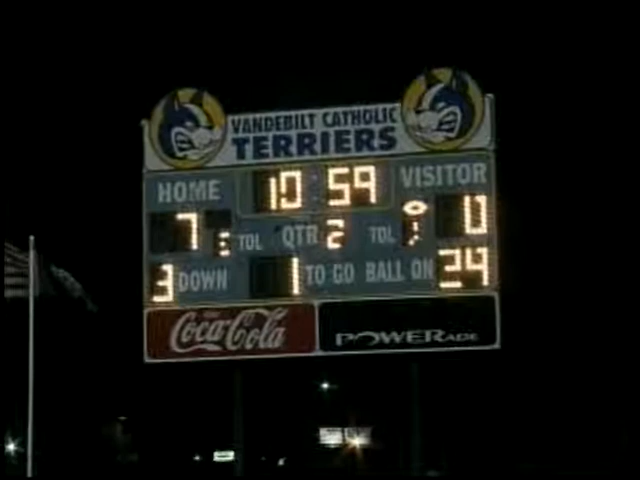 VANDEBILT CATHOLIC
TERRIERS
HOME 10:59 VISITOR
7 TOL QTR 2 TOL 0
3 DOWN 1 TO GO BALL ON 24
Coca-Cola POWERADE